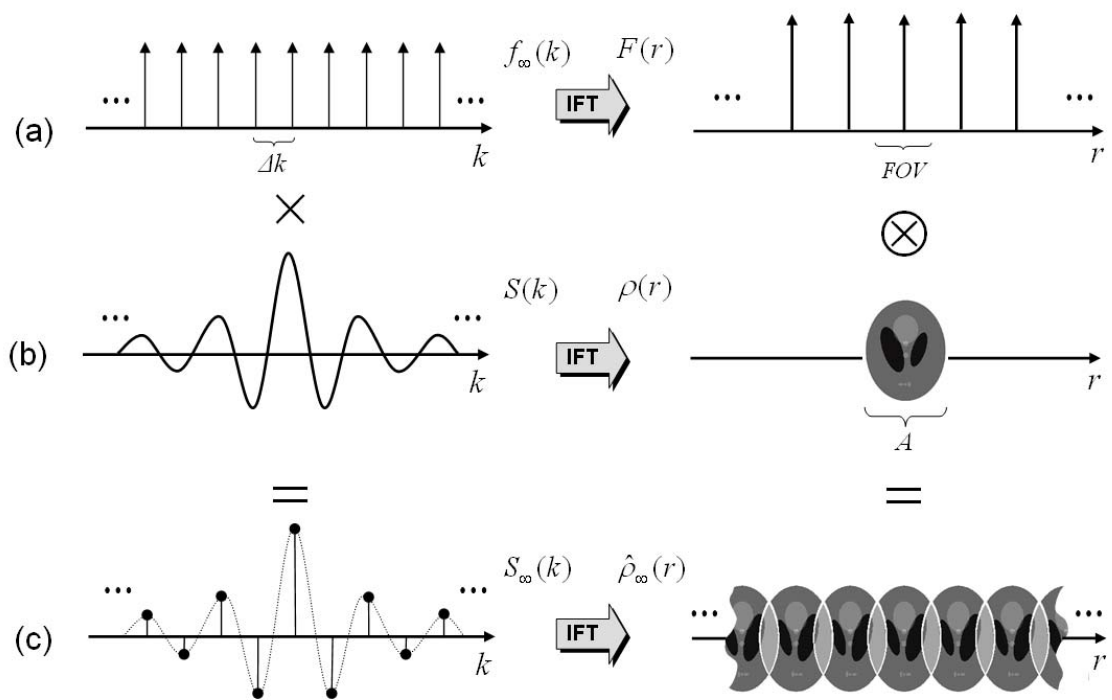 f∞(k) F(r)
... ... IFT ... ...
(a)
Δk k FOV r
× ⊗
S(k) ρ(r)
... ... IFT
(b)
k r
A
= =
S∞(k) ρ̂∞(r)
... ... ... ...
(c) IFT
k r